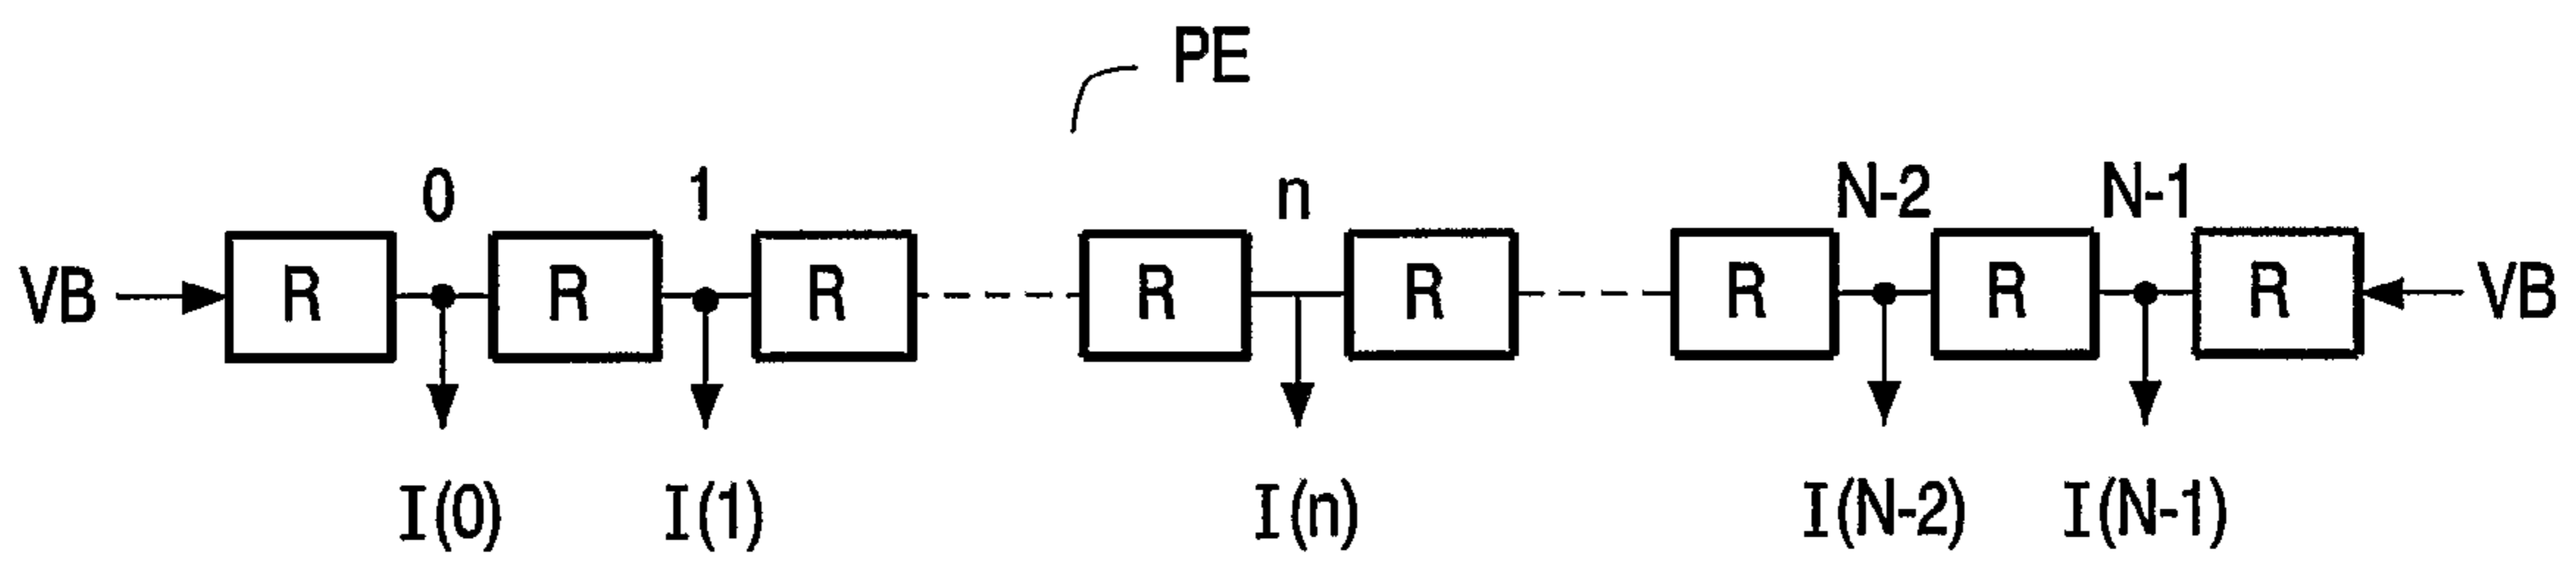 PE
0 1 n N-2 N-1
VB R R R R R R R R VB
I(0) I(1) I(n) I(N-2) I(N-1)